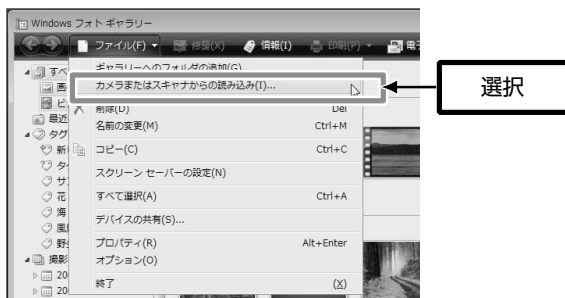 Windows フォト ギャラリー
ファイル(F) 修整(X) 情報(I) 印刷(P) 電子
ギャラリーへのフォルダの追加(G)...
カメラまたはスキャナからの読み込み(I)...
選択
削除(D) Del
名前の変更(M) Ctrl+M
コピー(C) Ctrl+C
スクリーン セーバーの設定(N)
すべて選択(A) Ctrl+A
デバイスの共有(S)...
プロパティ(R) Alt+Enter
オプション(O)
終了 (X)
すべ
画
ビ
最近
タグ
新
タ
サ
花
海
風
野生
撮影
20
20